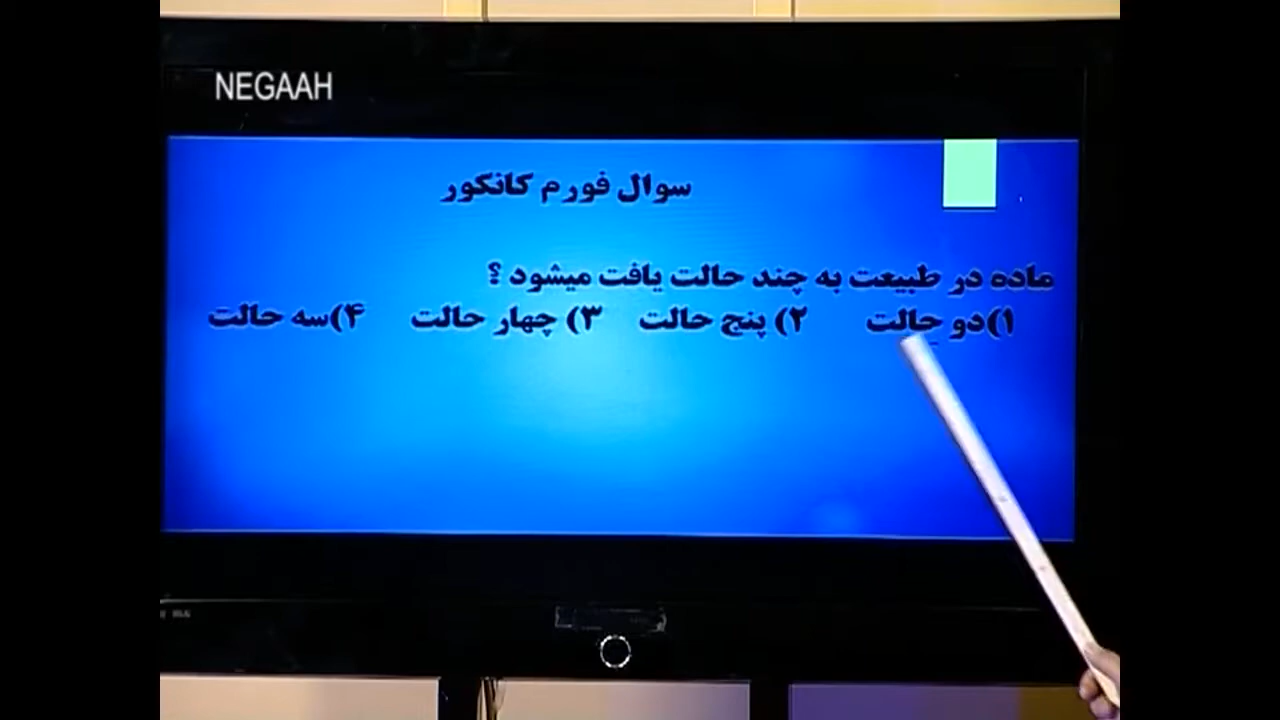 NEGAAH
سوال فورم کانکور
ماده در طبیعت به چند حالت یافت میشود ؟
۱)دو حالت ۲) پنج حالت ۳) چهار حالت ۴)سه حالت